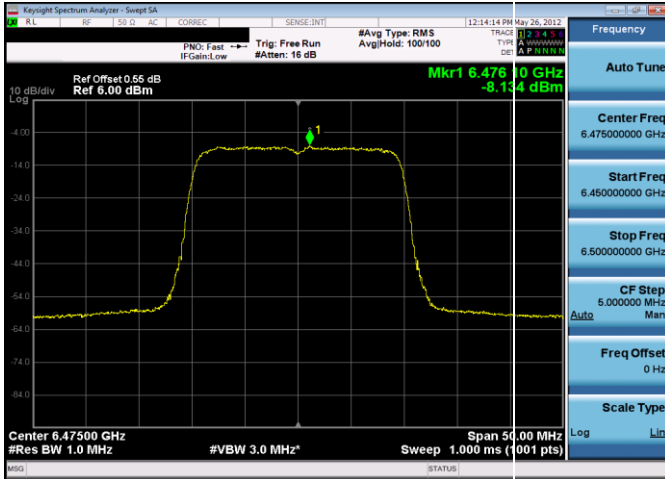 Keysight Spectrum Analyzer - Swept SA
RL RF 50 Ω AC CORREC SENSE:INT 12:14:14 PM May 26, 2012
PNO: Fast Trig: Free Run #Avg Type: RMS TRACE 1 2 3 4 5 6
IFGain:Low #Atten: 16 dB Avg|Hold: 100/100 TYPE A WWWWW
DET A P N N N N
Frequency
Mkr1 6.476 10 GHz
-8.134 dBm
Ref Offset 0.55 dB
10 dB/div Ref 6.00 dBm
Log
1
-4.00
-14.0
-24.0
-34.0
-44.0
-54.0
-64.0
-74.0
-84.0
Center 6.47500 GHz Span 50.00 MHz
#Res BW 1.0 MHz #VBW 3.0 MHz* Sweep 1.000 ms (1001 pts)
MSG STATUS
Auto Tune
Center Freq
6.475000000 GHz
Start Freq
6.450000000 GHz
Stop Freq
6.500000000 GHz
CF Step
5.000000 MHz
Auto Man
Freq Offset
0 Hz
Scale Type
Log Lin